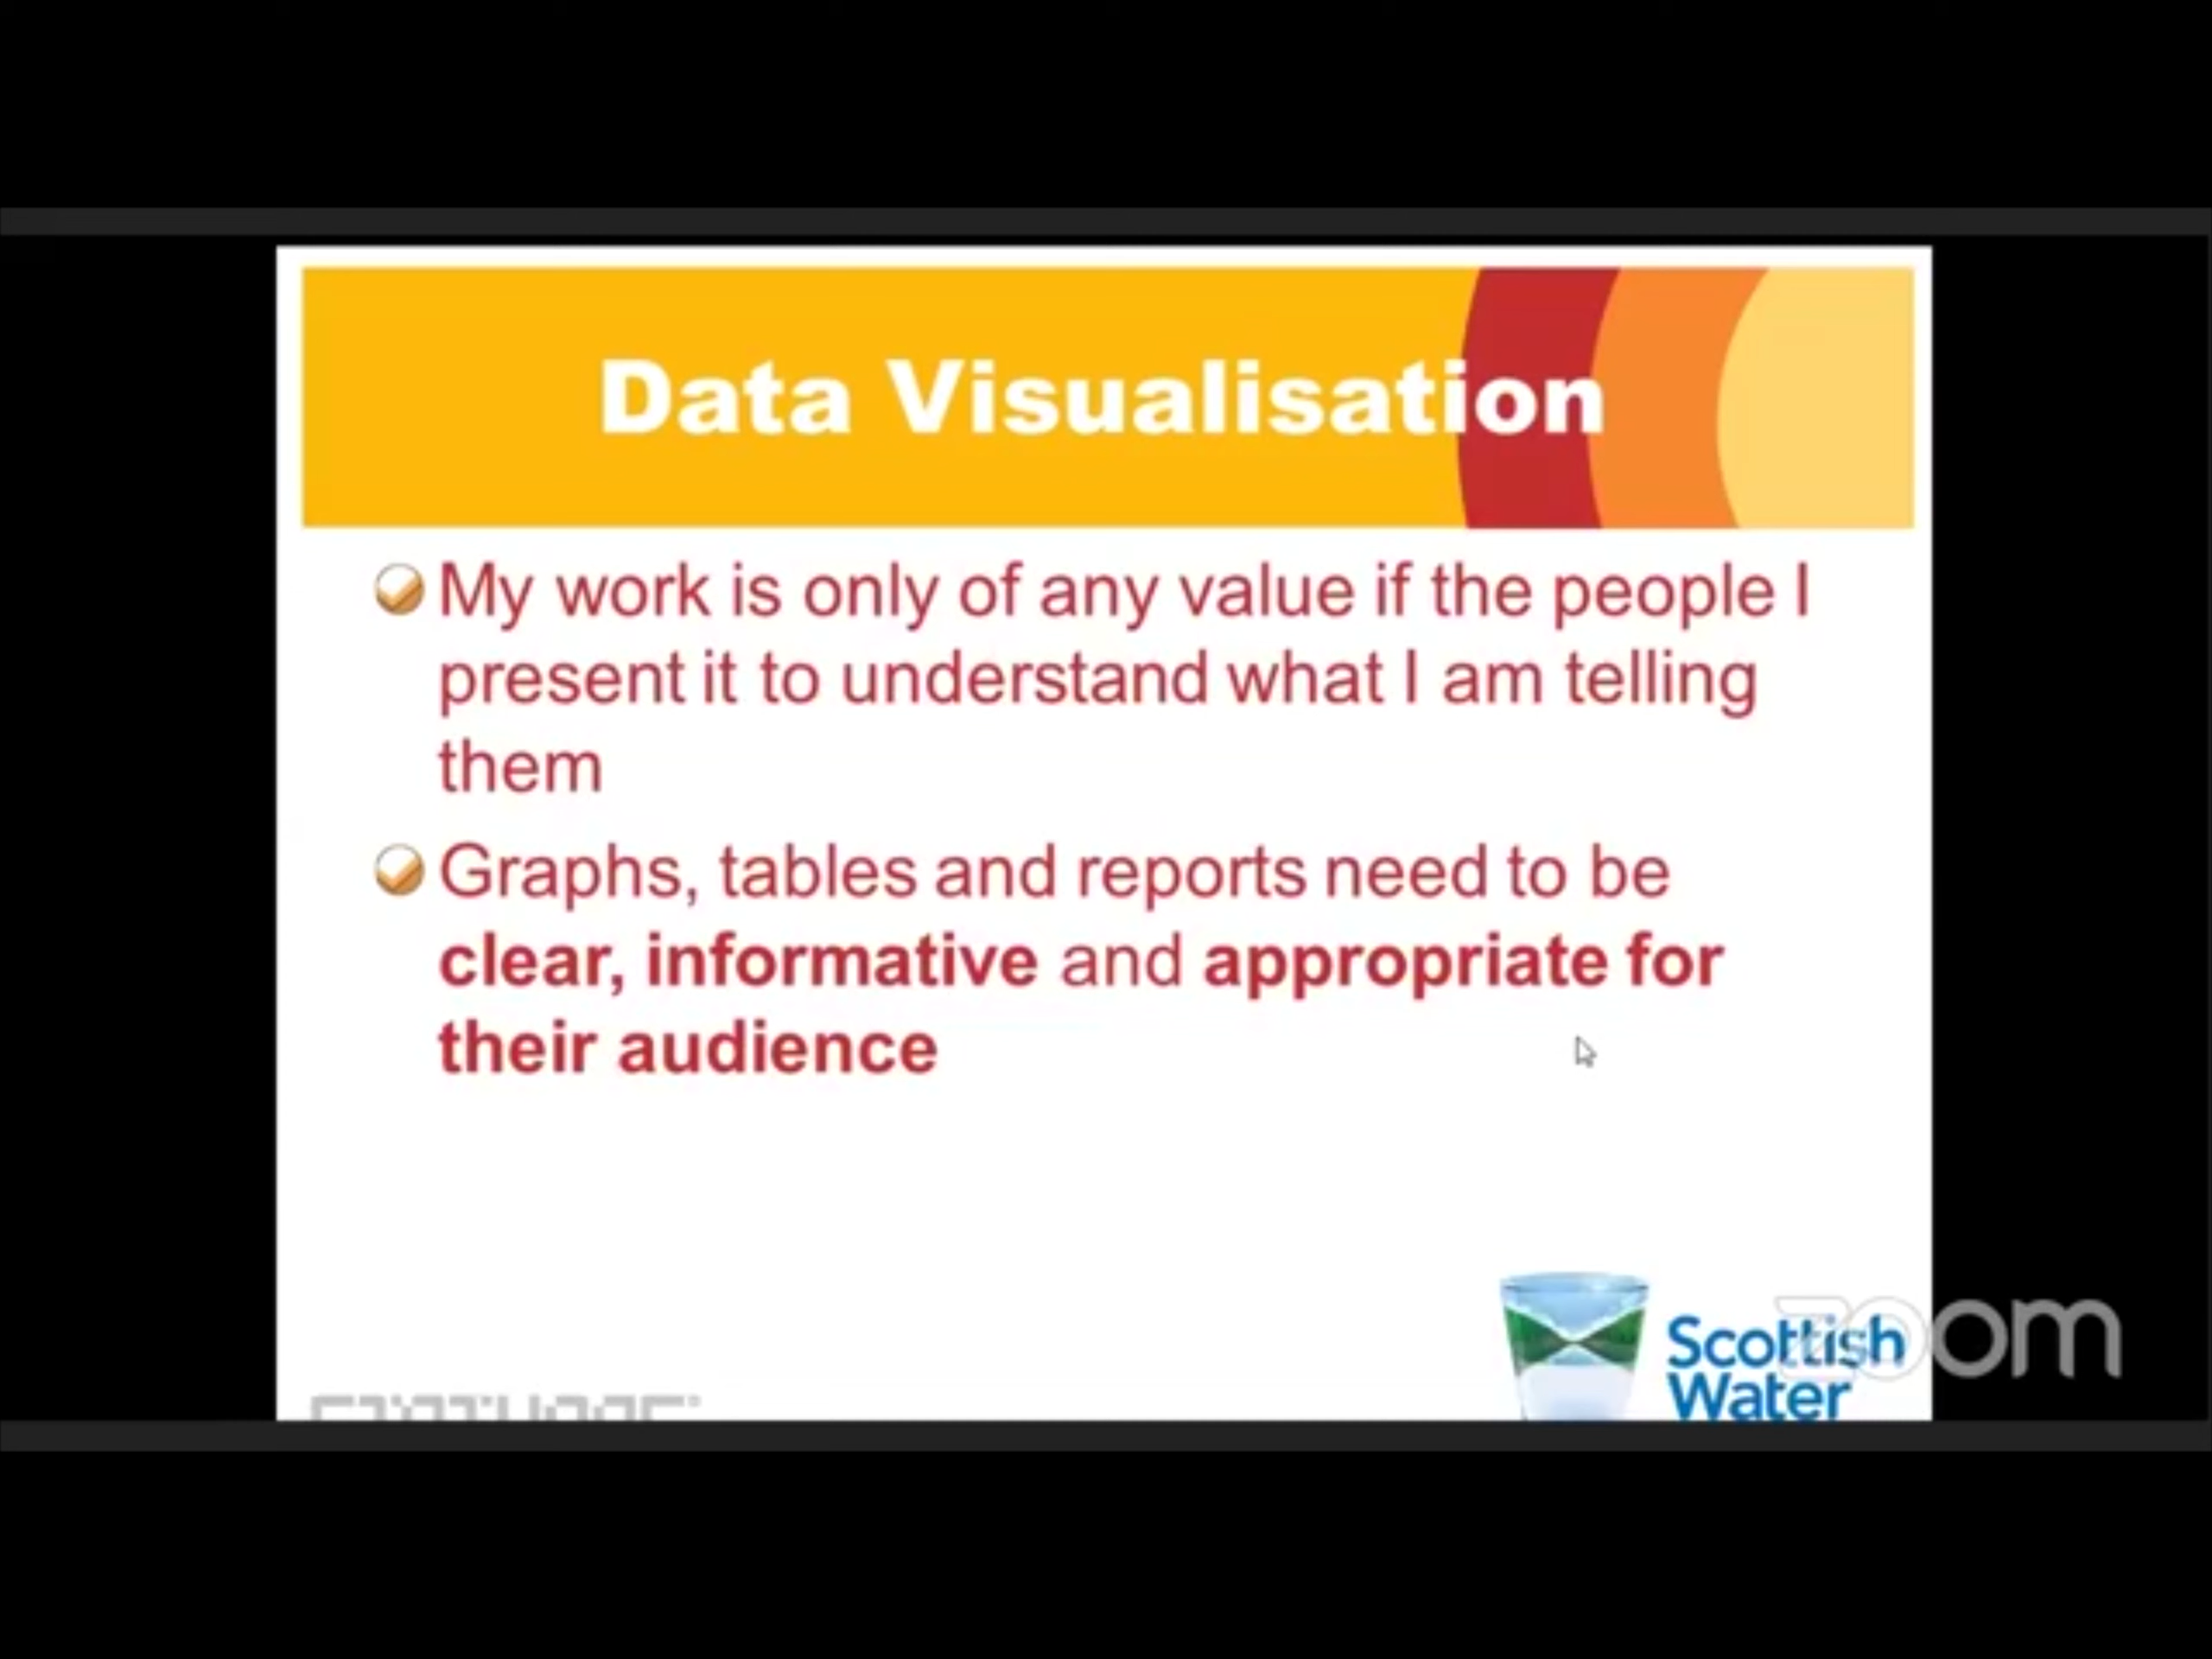 Data Visualisation
My work is only of any value if the people I
present it to understand what I am telling
them
Graphs, tables and reports need to be
clear, informative and appropriate for
their audience
Scottish
Water
zoom